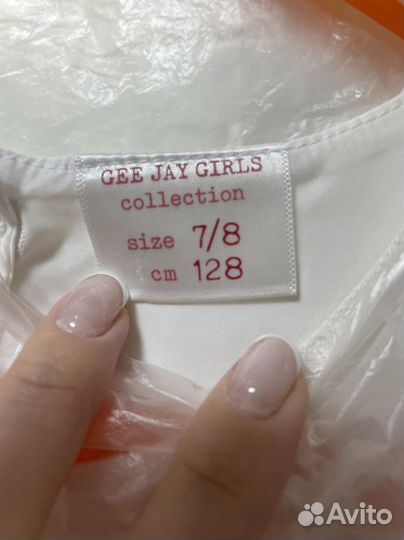 GEE JAY GIRLS
collection
size 7/8
cm 128
Avito